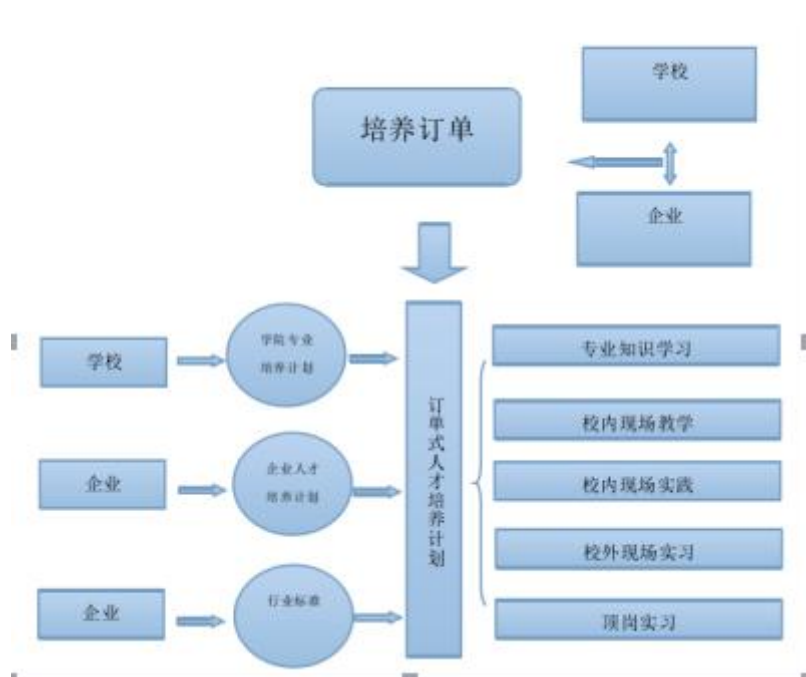 学校
培养订单
企业
学院专业
培养计划
学校
专业知识学习
校内现场教学
企业人才
培养计划
企业
校内现场实践
订单式人才培养计划
校外现场实习
行业标准
企业
顶岗实习